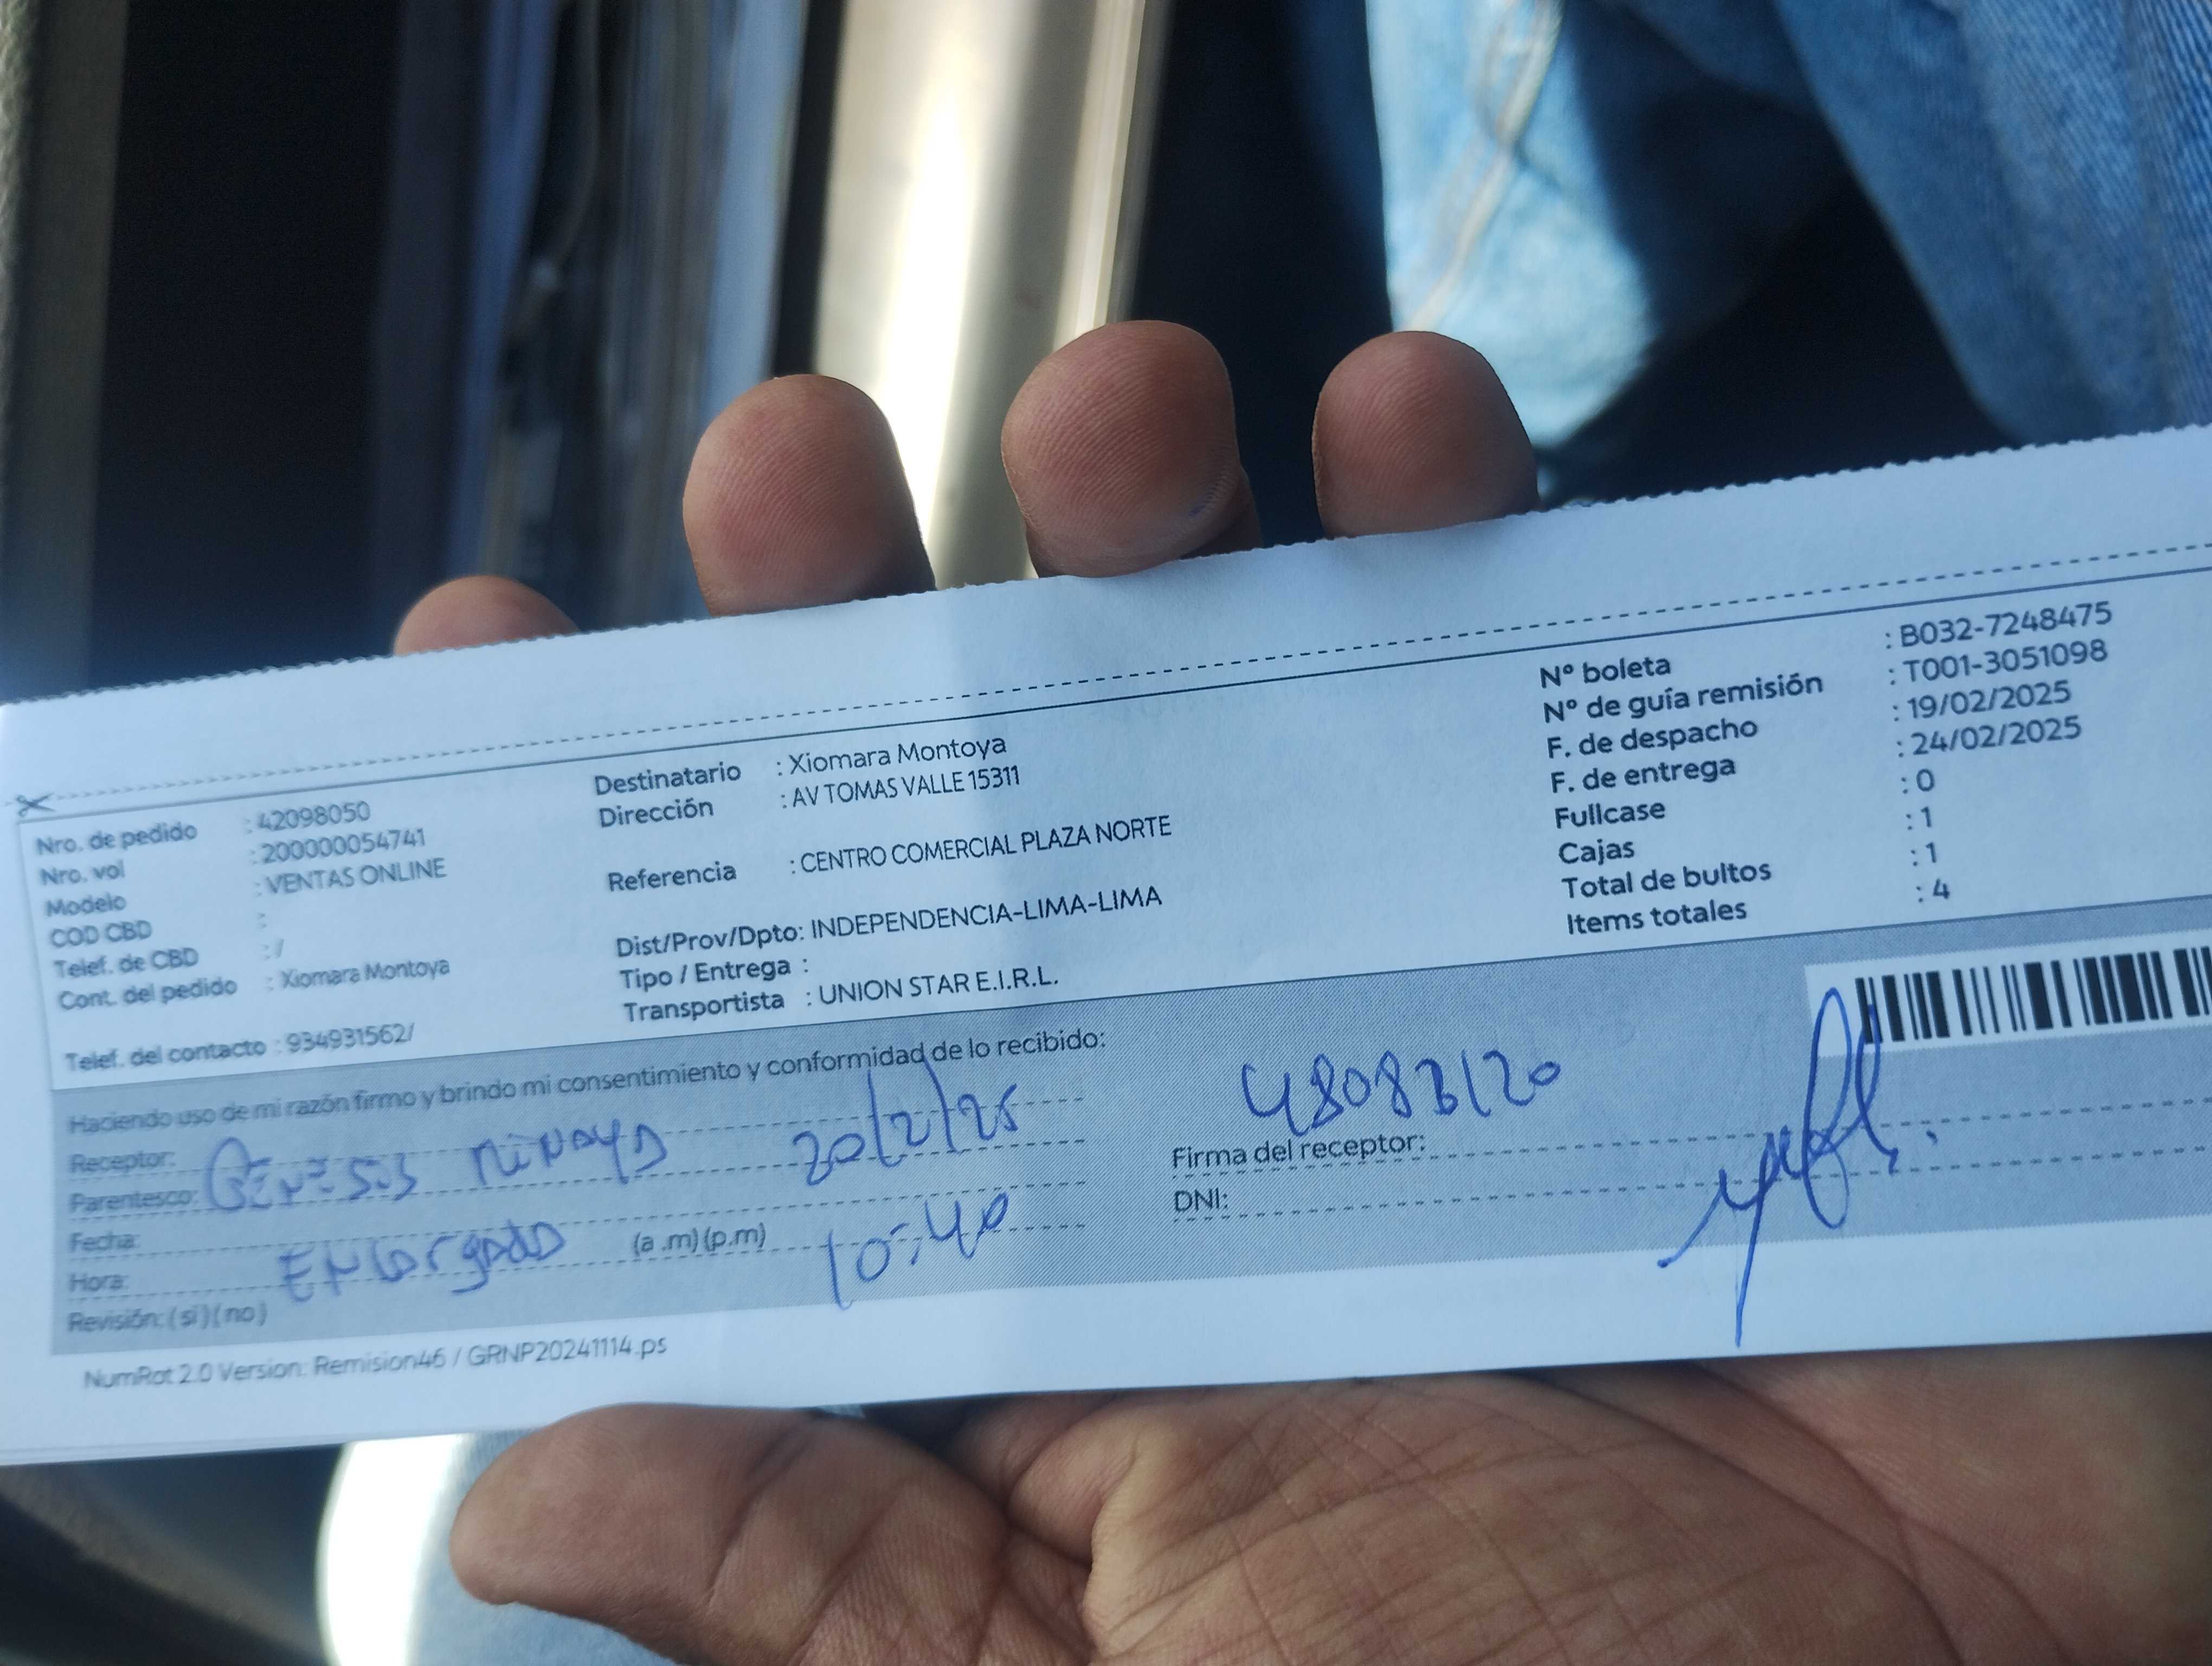 Nro. de pedido : 42098050
Nro. vol : 200000054741
Modelo : VENTAS ONLINE
COD CBD :
Telef. de CBD : /
Cont. del pedido : Xiomara Montoya
Telef. del contacto : 934931562/
Destinatario : Xiomara Montoya
Dirección : AV TOMAS VALLE 15311
Referencia : CENTRO COMERCIAL PLAZA NORTE
Dist/Prov/Dpto: INDEPENDENCIA-LIMA-LIMA
Tipo / Entrega :
Transportista : UNION STAR E.I.R.L.
N° boleta : B032-7248475
N° de guía remisión : T001-3051098
F. de despacho : 19/02/2025
F. de entrega : 24/02/2025
Fullcase : 0
Cajas : 1
Total de bultos : 1
Items totales : 4
Haciendo uso de mi razón firmo y brindo mi consentimiento y conformidad de lo recibido:
Receptor:
Parentesco:
20/2/25
Fecha:
Encargado
Hora: (a .m) (p.m) 10:40
Revisión: ( si ) ( no )
Firma del receptor:
DNI:
NumRot 2.0 Version: Remision46 / GRNP20241114.ps